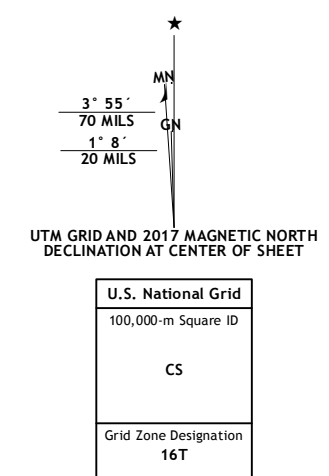 MN
3° 55´
70 MILS
GN
1° 8´
20 MILS
UTM GRID AND 2017 MAGNETIC NORTH
DECLINATION AT CENTER OF SHEET
U.S. National Grid
100,000-m Square ID
CS
Grid Zone Designation
16T